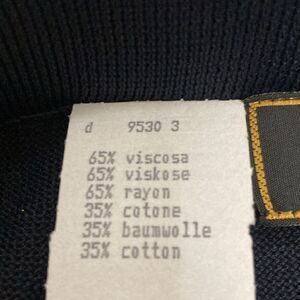 d 9530 3
65% viscosa
65% viskose
65% rayon
35% cotone
35% baumwolle
35% cotton